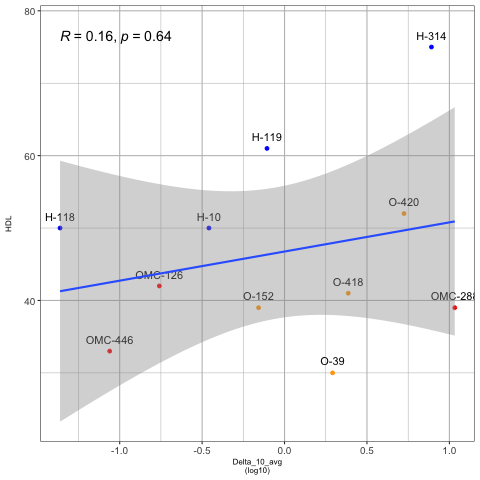 80
R = 0.16, p = 0.64
H-314
H-119
60
H-118
H-10
O-420
OMC-126
O-152
O-418
OMC-288
40
OMC-446
O-39
HDL
-1.0
-0.5
0.0
0.5
1.0
Delta_10_avg
(log10)